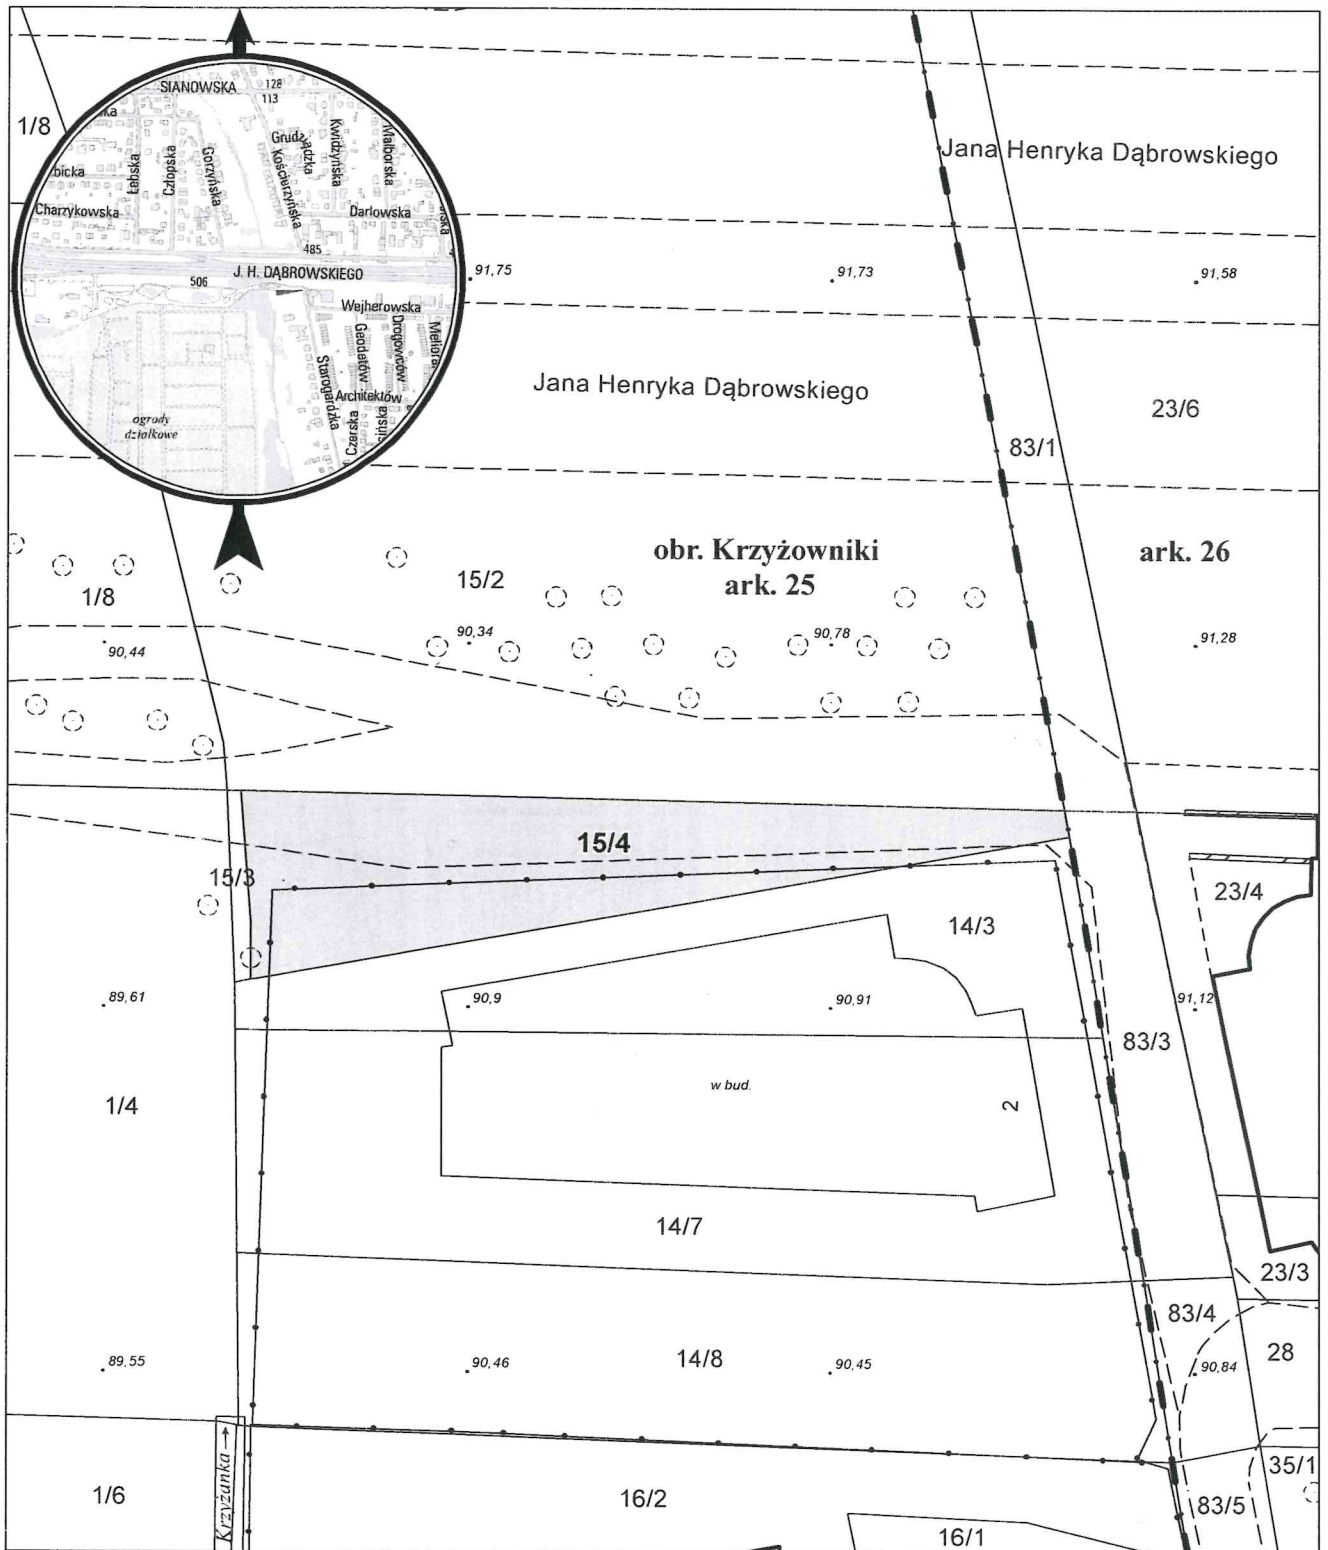 SIANOWSKA
128
113
1/8
Grudządzka
Kwidzyńska
Malborska
Łebska
Człopska
Gorzyńska
Kościerzyńska
bicka
Charzykowska
Darłowska
485
J. H. DĄBROWSKIEGO
506
Wejherowska
Starogardzka
Geodetów
Drogowców
Architektów
Czerska
ogrody
działkowe
Jana Henryka Dąbrowskiego
91,75
91,73
91,58
Jana Henryka Dąbrowskiego
23/6
83/1
obr. Krzyżowniki
ark. 25
ark. 26
15/2
1/8
90,44
90,34
90,78
91,28
15/4
15/3
23/4
14/3
89,61
90,9
90,91
91,12
83/3
1/4
w bud.
2
14/7
23/3
83/4
89,55
90,46
14/8
90,45
90,84
28
Krzyżanka
35/1
1/6
16/2
83/5
16/1